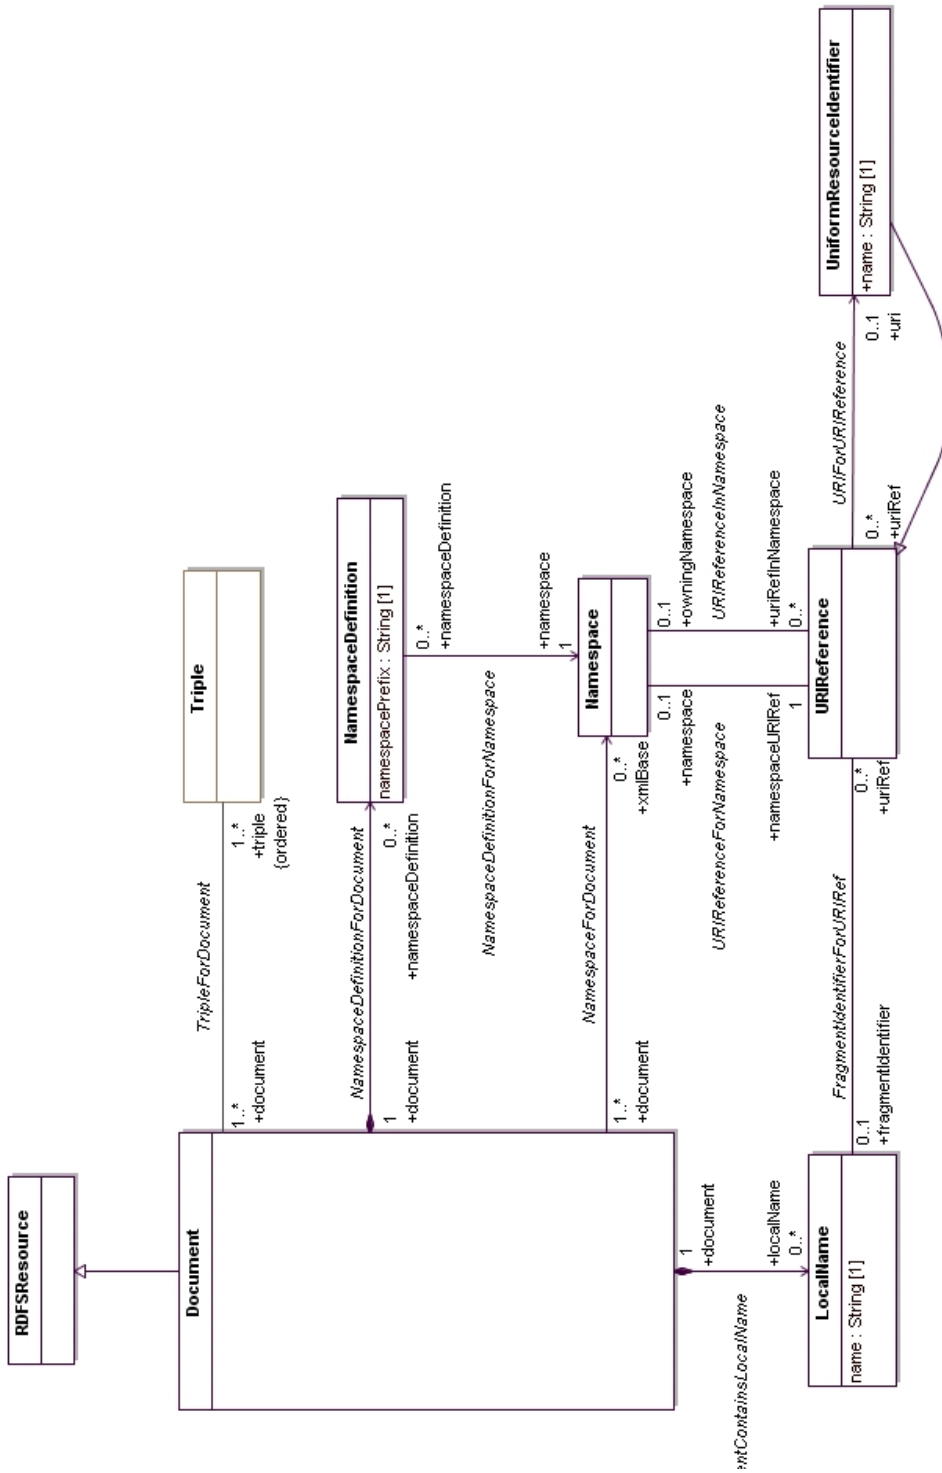 RDFSResource
Document
1..*
+document
TripleForDocument
1..*
+triple
{ordered}
Triple
1
+document
NamespaceDefinitionForDocument
0..*
+namespaceDefinition
NamespaceDefinition
namespacePrefix : String [1]
0..*
+namespaceDefinition
NamespaceDefinitionForNamespace
+namespace
1
1..*
+document
NamespaceForDocument
0..*
+xmlBase
Namespace
0..1
+namespace
URIReferenceForNamespace
+namespaceURIRef
1
0..1
+owningNamespace
URIReferenceInNamespace
+uriRefInNamespace
0..*
1
+document
entContainsLocalName
+localName
0..*
LocalName
name : String [1]
0..1
+fragmentIdentifier
FragmentIdentifierForURIRef
0..*
+uriRef
URIReference
0..*
+uriRef
URIForURIReference
0..1
+uri
UniformResourceIdentifier
+name : String [1]